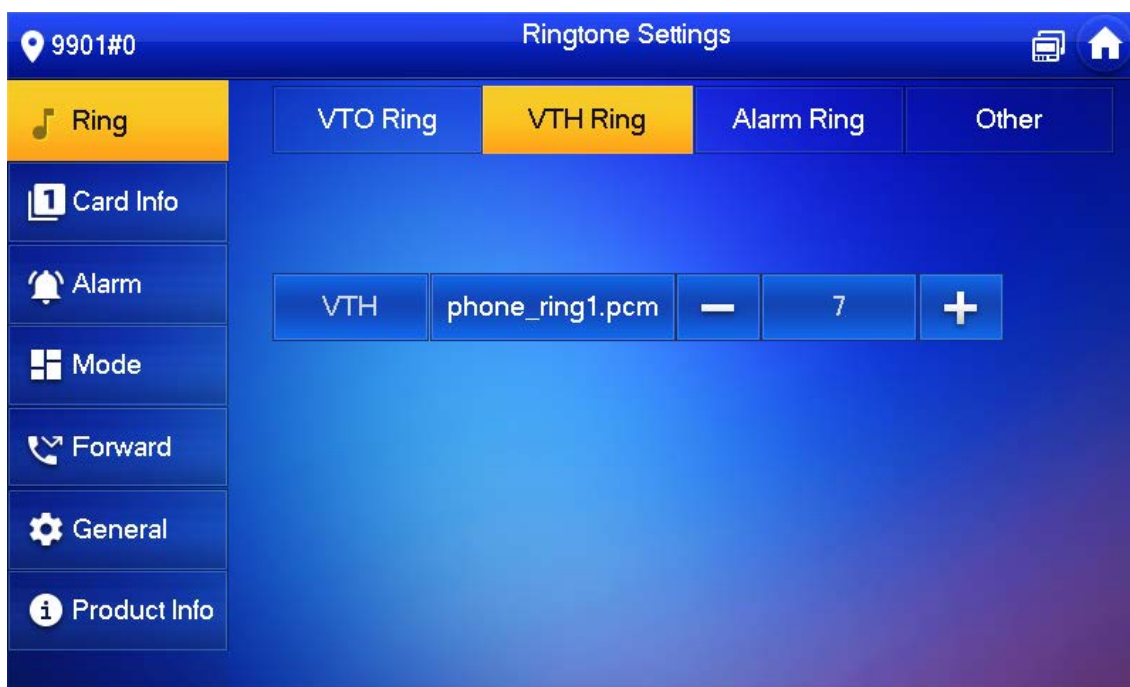 9901#0
Ringtone Settings
Ring
VTO Ring
VTH Ring
Alarm Ring
Other
1 Card Info
Alarm
VTH
phone_ring1.pcm
7
Mode
Forward
General
Product Info